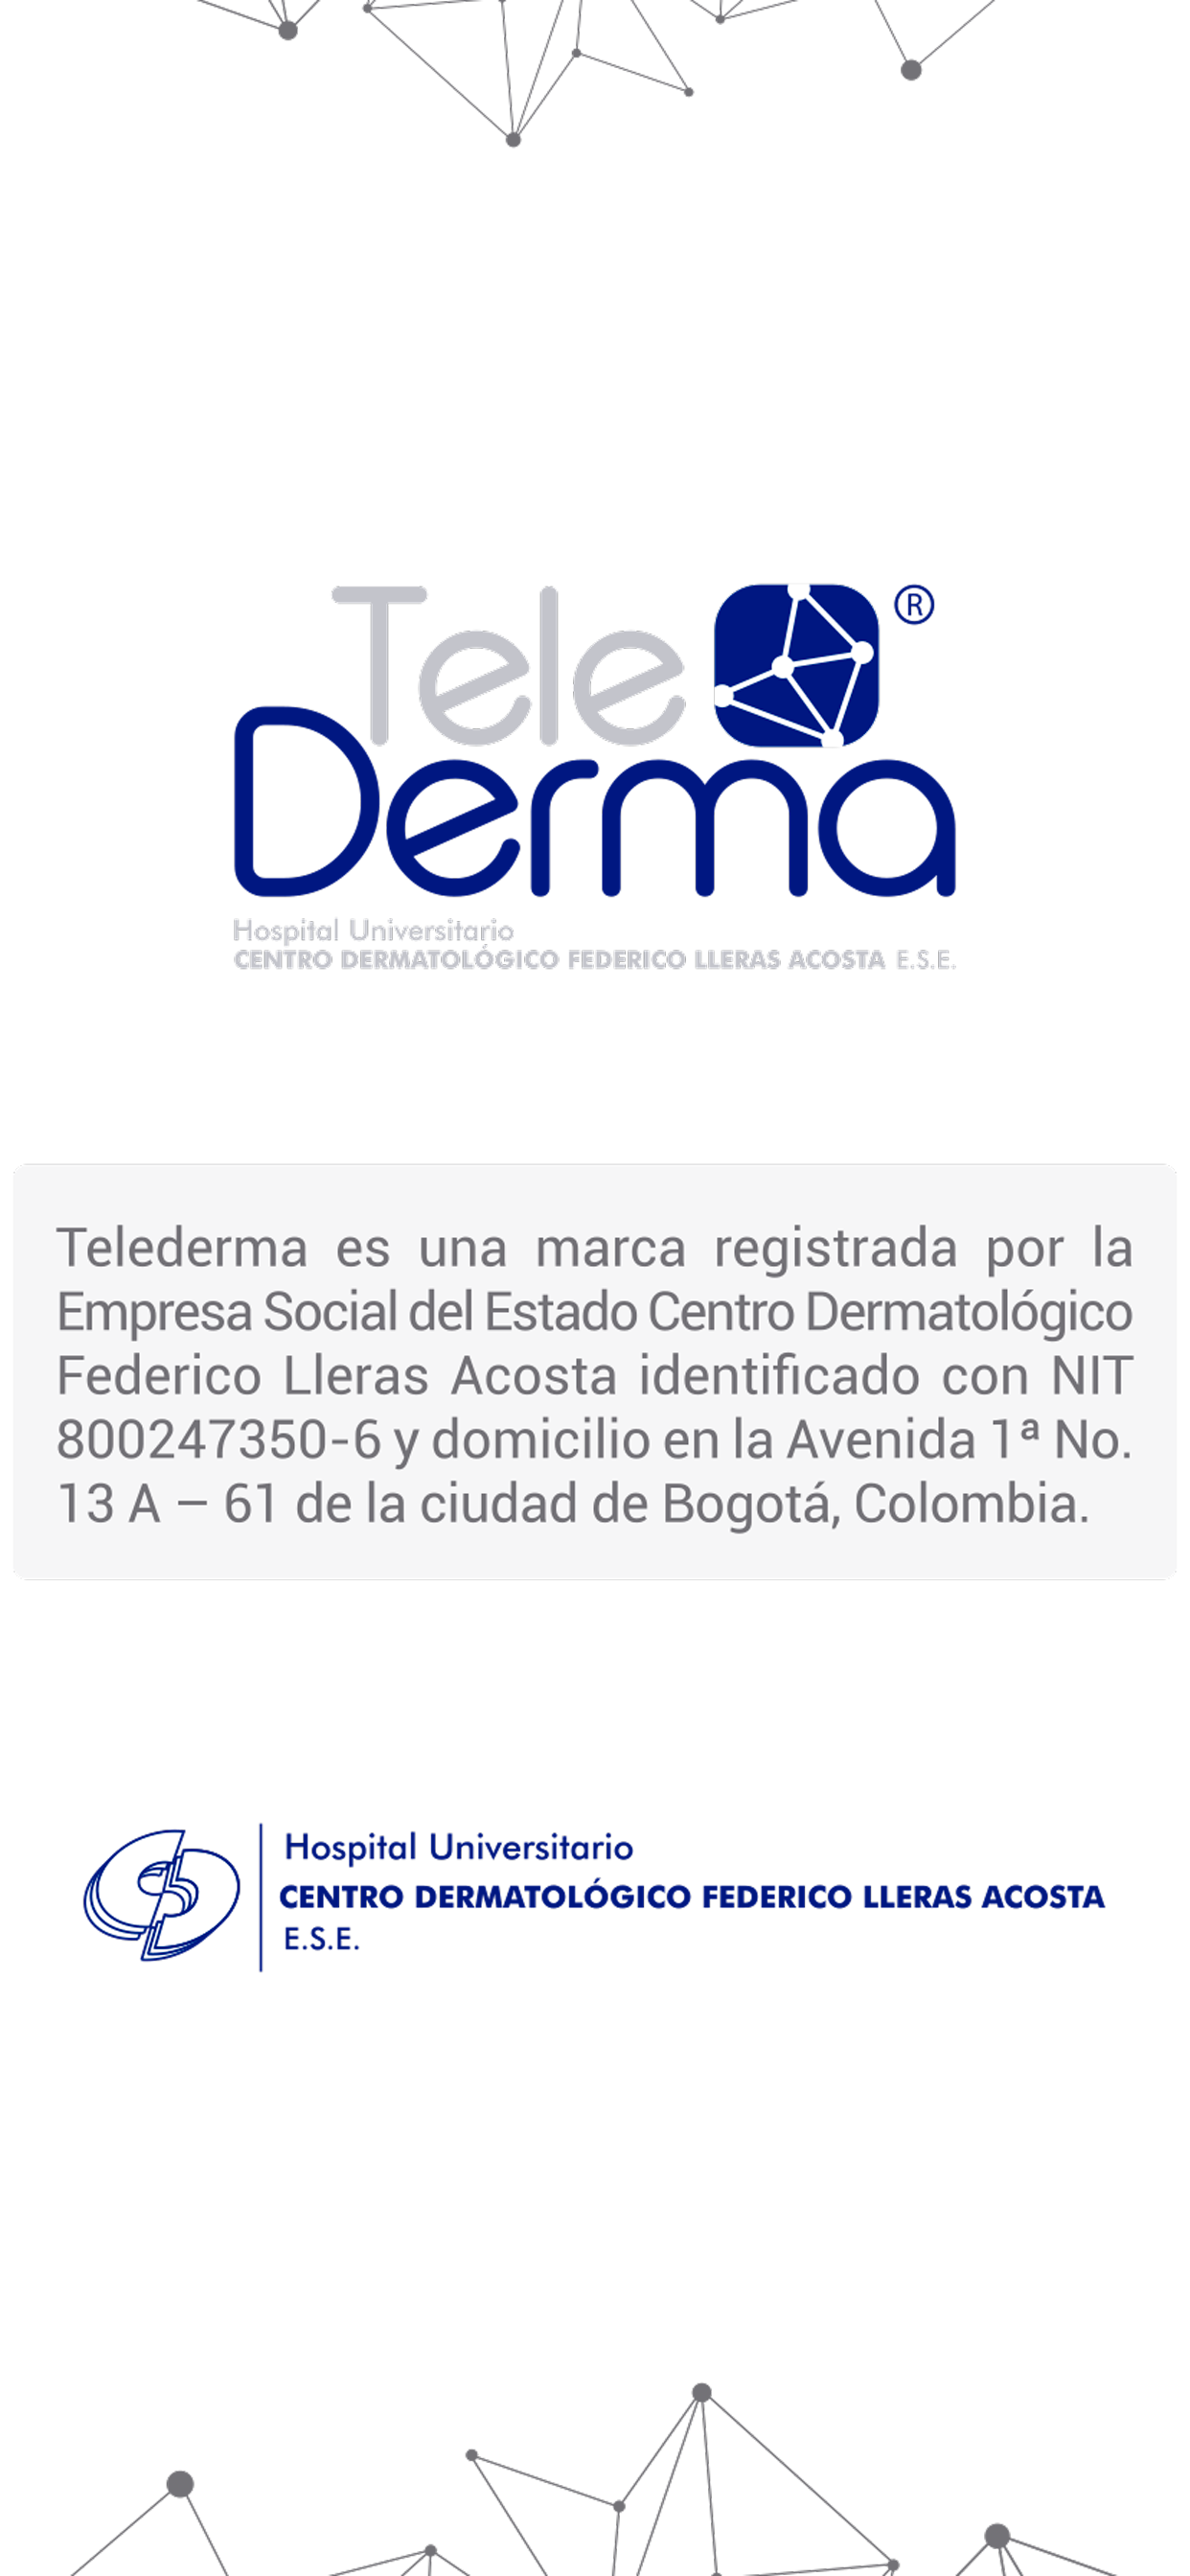 Tele
®
Derma
Hospital Universitario
CENTRO DERMATOLÓGICO FEDERICO LLERAS ACOSTA E.S.E.
Telederma es una marca registrada por la
Empresa Social del Estado Centro Dermatológico
Federico Lleras Acosta identificado con NIT
800247350-6 y domicilio en la Avenida 1ª No.
13 A – 61 de la ciudad de Bogotá, Colombia.
Hospital Universitario
CENTRO DERMATOLÓGICO FEDERICO LLERAS ACOSTA
E.S.E.